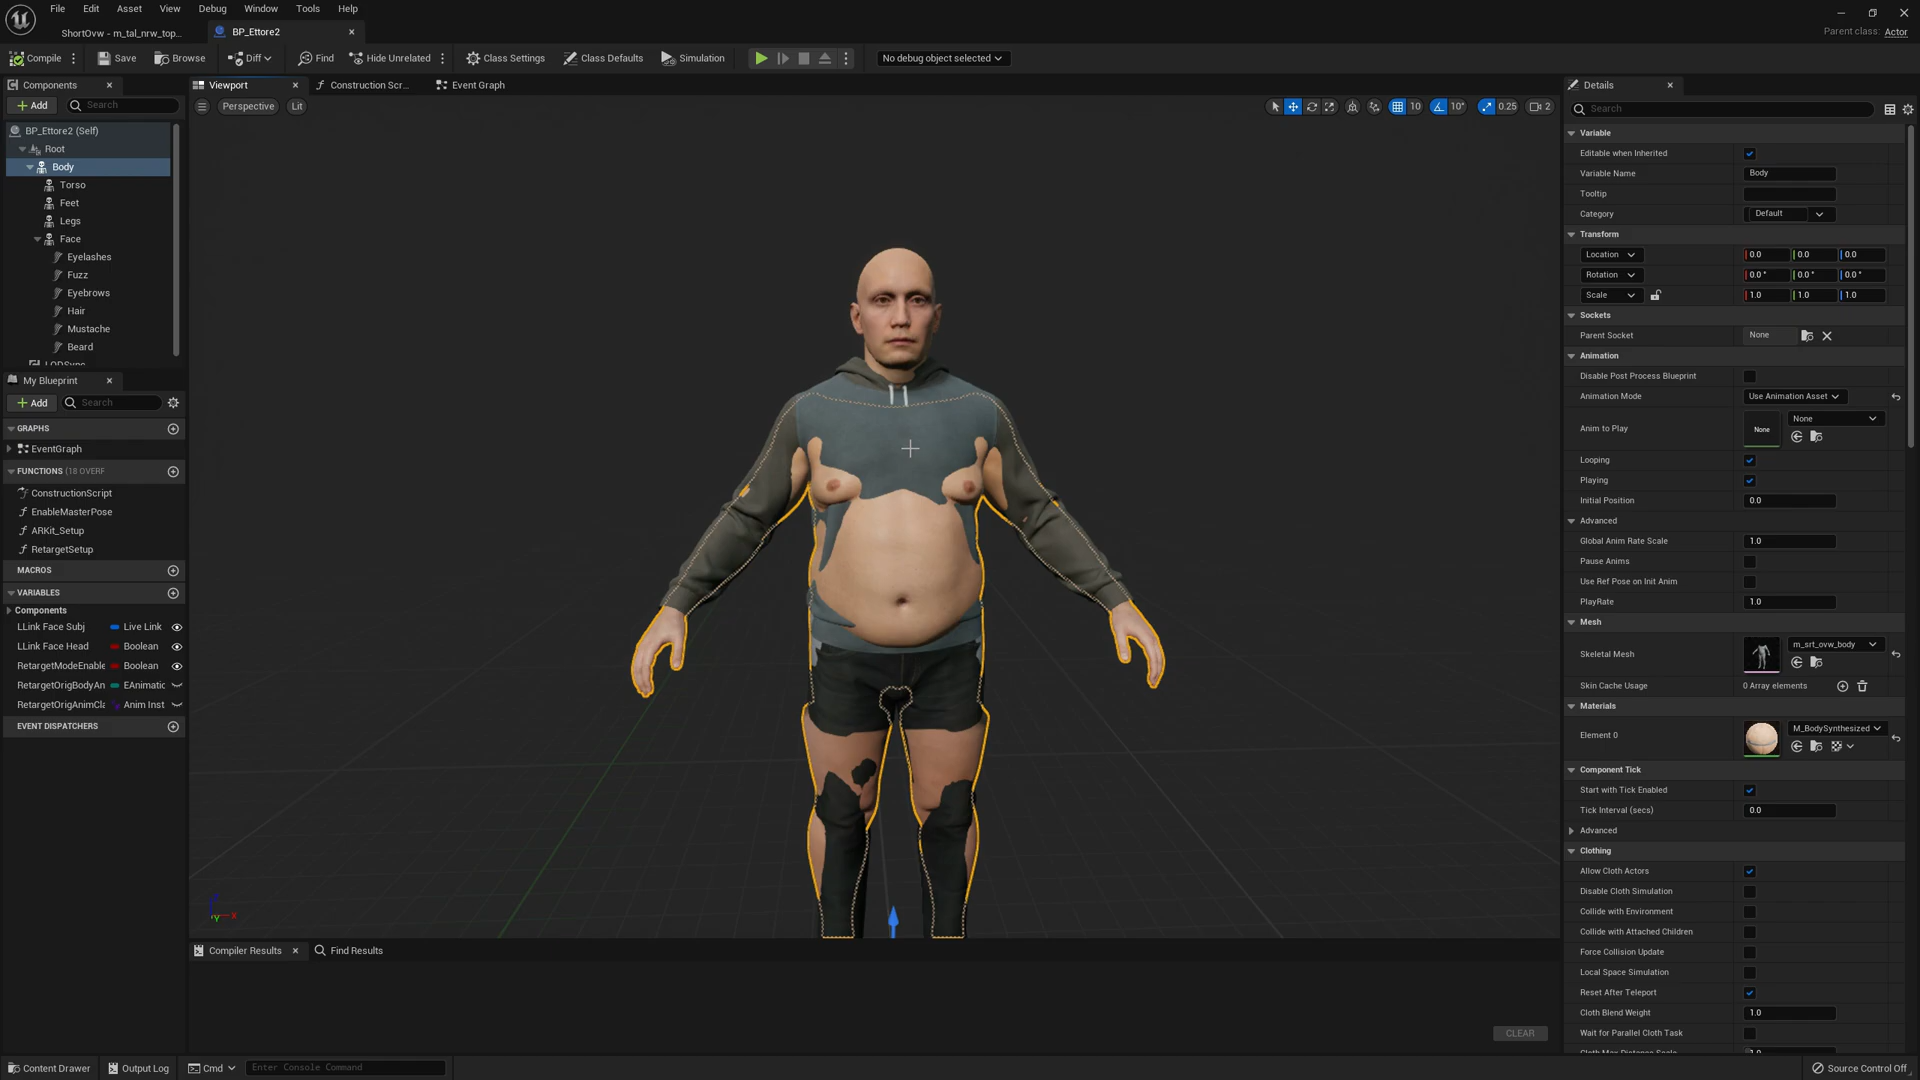 File Edit Asset View Debug Window Tools Help
ShortOvw - m_tal_nrw_top...
BP_Ettore2
Parent class: Actor
Compile
Save
Browse
Diff
Find
Hide Unrelated
Class Settings
Class Defaults
Simulation
No debug object selected
Components
Add
Search
BP_Ettore2 (Self)
Root
Body
Torso
Feet
Legs
Face
Eyelashes
Fuzz
Eyebrows
Hair
Mustache
Beard
My Blueprint
Add
Search
GRAPHS
EventGraph
FUNCTIONS (18 OVERF
ConstructionScript
EnableMasterPose
ARKit_Setup
RetargetSetup
MACROS
VARIABLES
Components
LLink Face Subj Live Link
LLink Face Head Boolean
RetargetModeEnable Boolean
RetargetOrigBodyAn EAnimatic
RetargetOrigAnimCla Anim Inst
EVENT DISPATCHERS
Viewport
Construction Scr...
Event Graph
Perspective
Lit
10
10°
0.25
2
Compiler Results
Find Results
CLEAR
Details
Search
Variable
Editable when Inherited
Variable Name Body
Tooltip
Category Default
Transform
Location 0.0 0.0 0.0
Rotation 0.0 ° 0.0 ° 0.0 °
Scale 1.0 1.0 1.0
Sockets
Parent Socket None
Animation
Disable Post Process Blueprint
Animation Mode Use Animation Asset
Anim to Play None None
Looping
Playing
Initial Position 0.0
Advanced
Global Anim Rate Scale 1.0
Pause Anims
Use Ref Pose on Init Anim
PlayRate 1.0
Mesh
Skeletal Mesh m_srt_ovw_body
Skin Cache Usage 0 Array elements
Materials
Element 0 M_BodySynthesized
Component Tick
Start with Tick Enabled
Tick Interval (secs) 0.0
Advanced
Clothing
Allow Cloth Actors
Disable Cloth Simulation
Collide with Environment
Collide with Attached Children
Force Collision Update
Local Space Simulation
Reset After Teleport
Cloth Blend Weight 1.0
Wait for Parallel Cloth Task
Content Drawer
Output Log
Cmd
Enter Console Command
Source Control Off